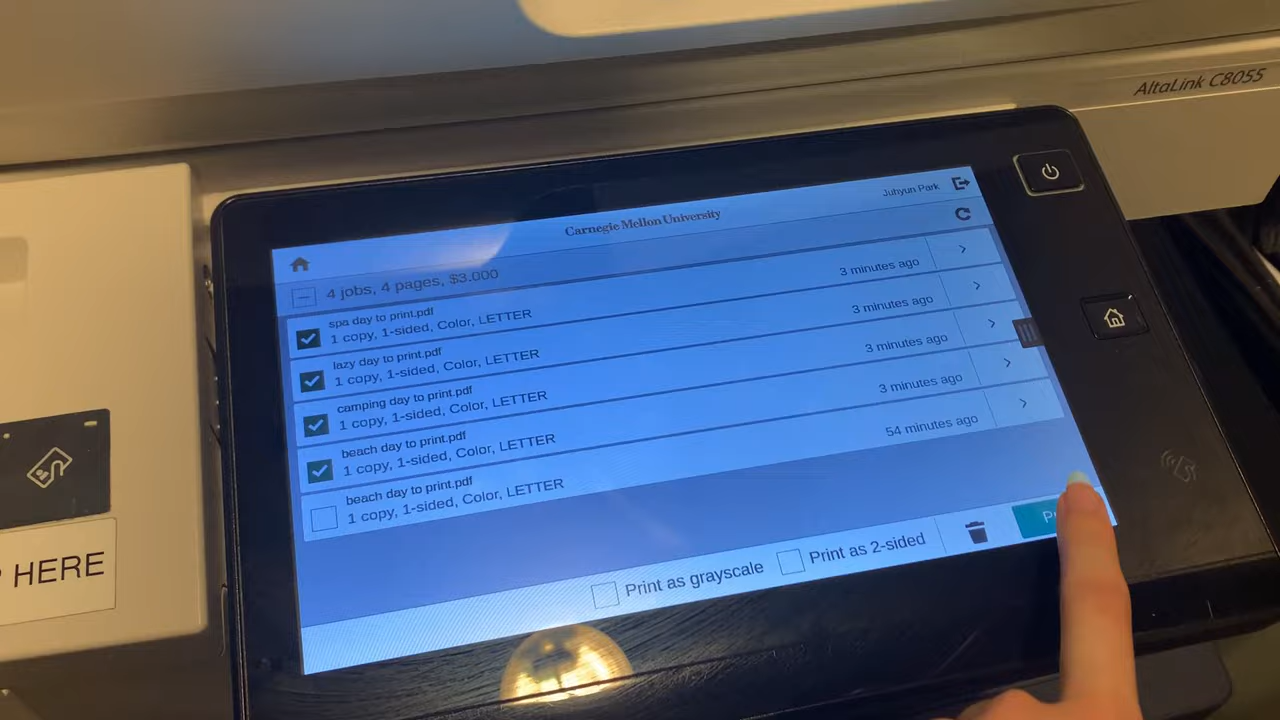 AltaLink C8055
Juhyun Park
Carnegie Mellon University
4 jobs, 4 pages, $3.000
spa day to print.pdf
1 copy, 1-sided, Color, LETTER
3 minutes ago
lazy day to print.pdf
1 copy, 1-sided, Color, LETTER
3 minutes ago
camping day to print.pdf
1 copy, 1-sided, Color, LETTER
3 minutes ago
beach day to print.pdf
1 copy, 1-sided, Color, LETTER
3 minutes ago
beach day to print.pdf
1 copy, 1-sided, Color, LETTER
54 minutes ago
Print as grayscale
Print as 2-sided
HERE